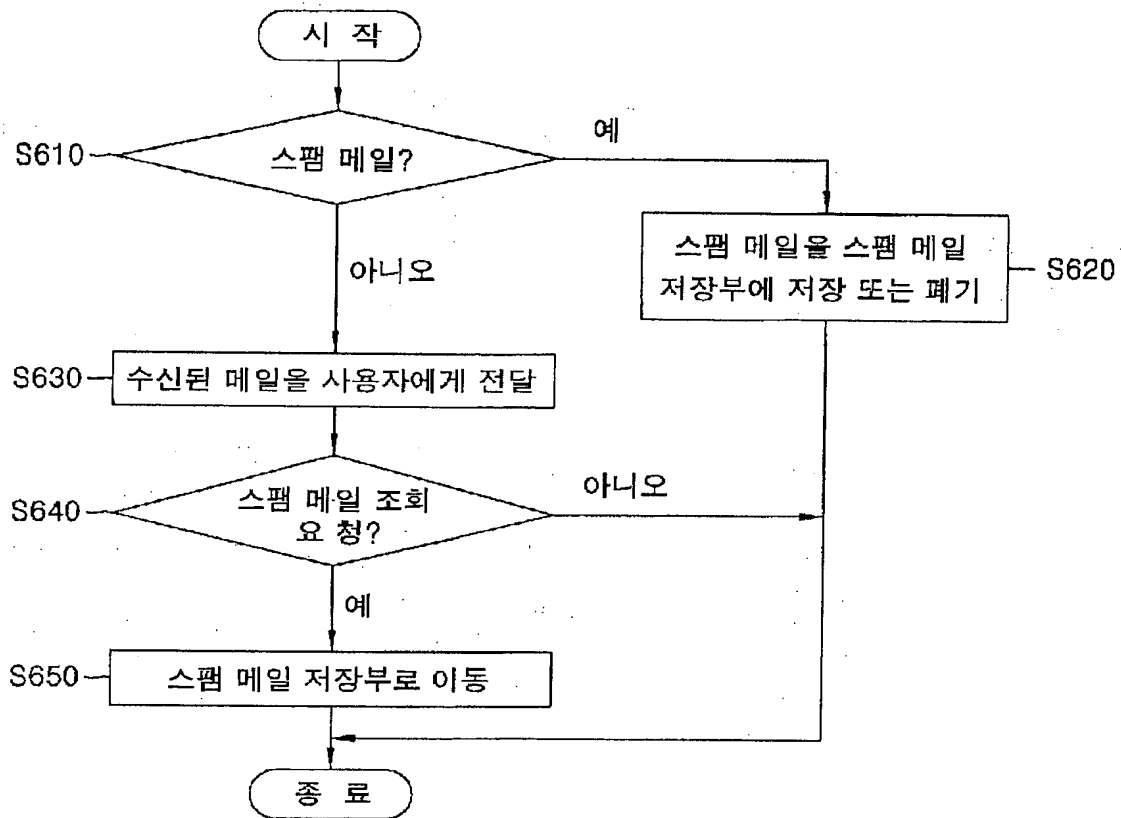 시 작
예
S610
스팸 메일?
스팸 메일을 스팸 메일
저장부에 저장 또는 폐기
S620
아니오
S630
수신된 메일을 사용자에게 전달
S640
스팸 메일 조회
요 청?
아니오
예
S650
스팸 메일 저장부로 이동
종 료